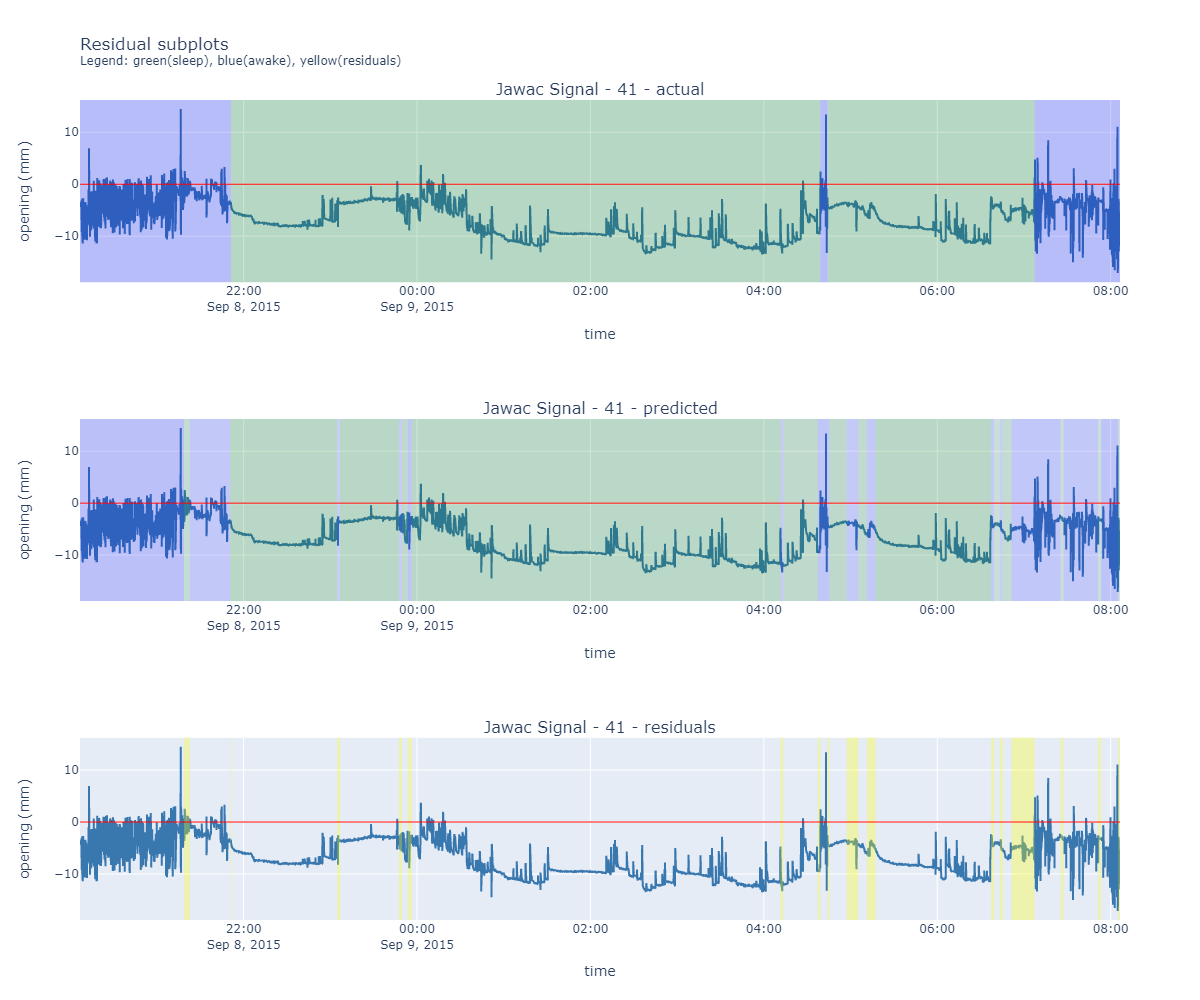 Residual subplots
Legend: green(sleep), blue(awake), yellow(residuals)
Jawac Signal - 41 - actual
opening (mm)
10
0
−10
22:00 00:00 02:00 04:00 06:00 08:00
Sep 8, 2015 Sep 9, 2015
time
Jawac Signal - 41 - predicted
opening (mm)
10
0
−10
22:00 00:00 02:00 04:00 06:00 08:00
Sep 8, 2015 Sep 9, 2015
time
Jawac Signal - 41 - residuals
opening (mm)
10
0
−10
22:00 00:00 02:00 04:00 06:00 08:00
Sep 8, 2015 Sep 9, 2015
time